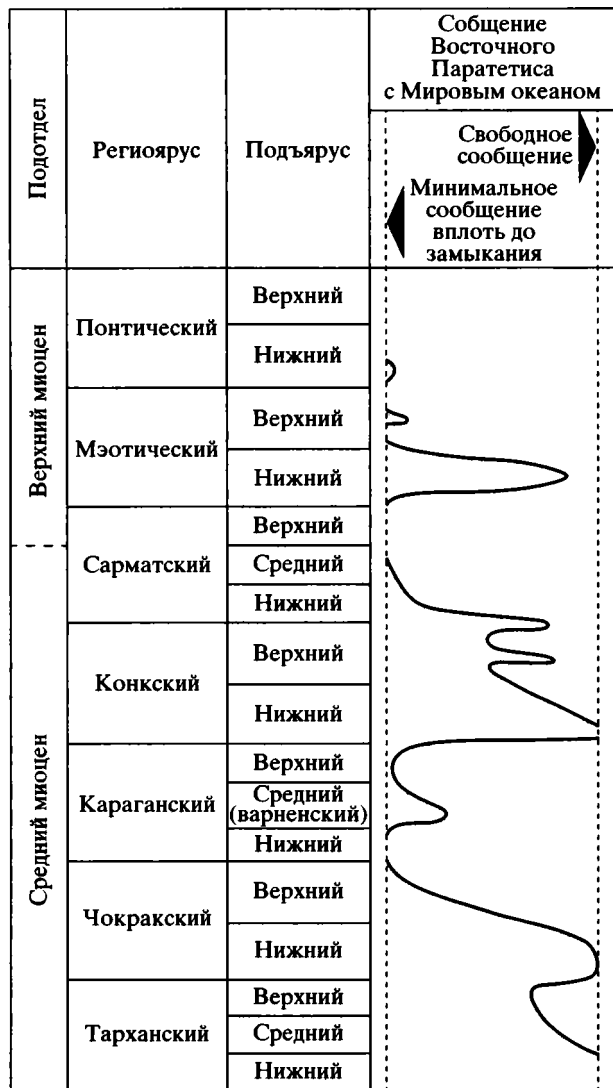 Подотдел
Региоярус
Подъярус
Собщение
Восточного
Паратетиса
с Мировым океаном
Свободное
сообщение
Минимальное
сообщение
вплоть до
замыкания
Верхний миоцен
Понтический
Верхний
Нижний
Мэотический
Верхний
Нижний
Сарматский
Верхний
Средний
Нижний
Средний миоцен
Конкский
Верхний
Нижний
Караганский
Верхний
Средний
(варненский)
Нижний
Чокракский
Верхний
Нижний
Тарханский
Верхний
Средний
Нижний